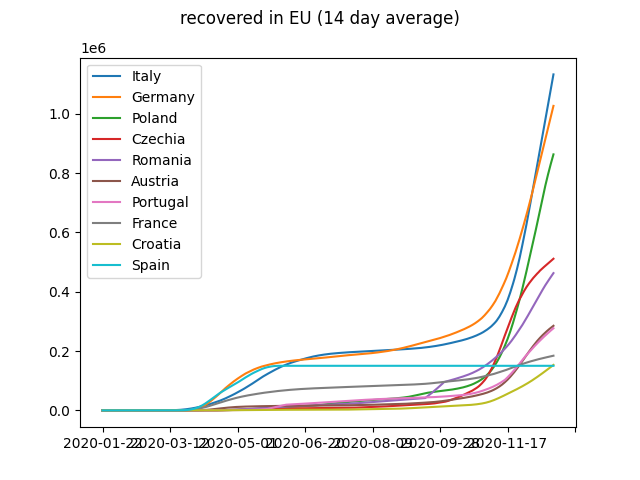 recovered in EU (14 day average)
1e6
Italy
Germany
Poland
Czechia
Romania
Austria
Portugal
France
Croatia
Spain
1.0
0.8
0.6
0.4
0.2
0.0
2020-01-22 2020-03-12 2020-05-01 2020-06-20 2020-08-09 2020-09-28 2020-11-17